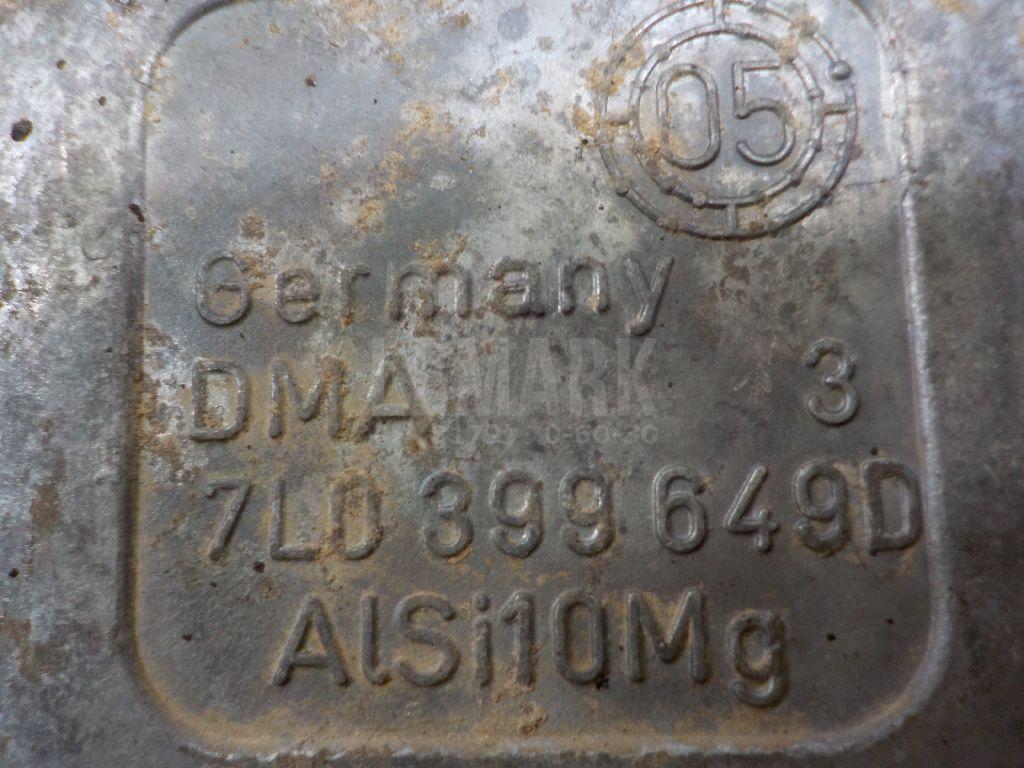 05
Germany
DMA 3
7L0 399 649D
AlSi10Mg